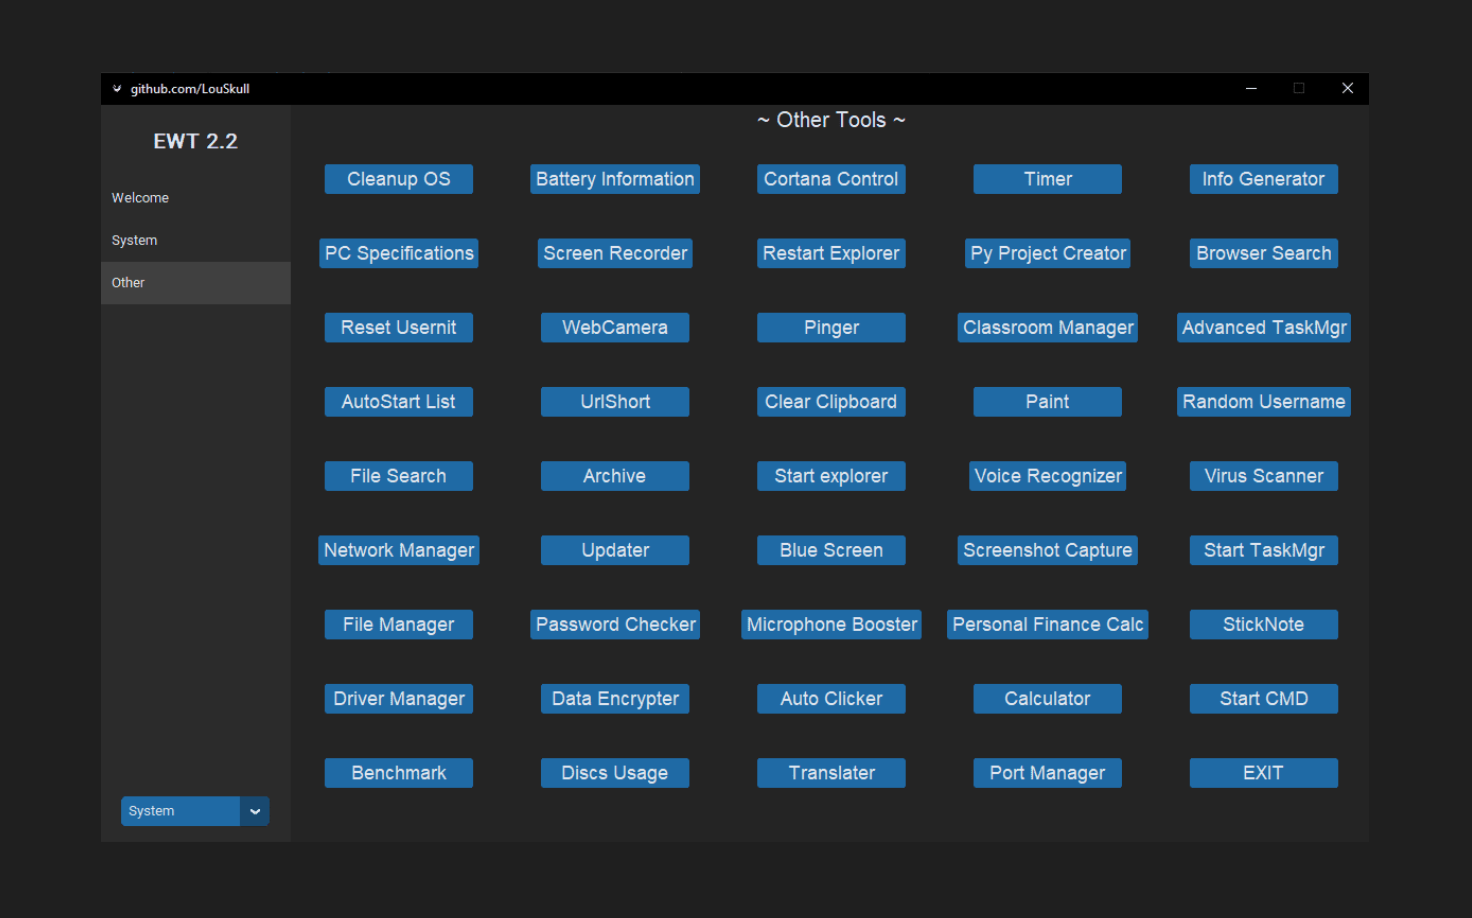 github.com/LouSkull
EWT 2.2
Welcome
System
Other
System
~ Other Tools ~
Cleanup OS Battery Information Cortana Control Timer Info Generator
PC Specifications Screen Recorder Restart Explorer Py Project Creator Browser Search
Reset Usernit WebCamera Pinger Classroom Manager Advanced TaskMgr
AutoStart List UrlShort Clear Clipboard Paint Random Username
File Search Archive Start explorer Voice Recognizer Virus Scanner
Network Manager Updater Blue Screen Screenshot Capture Start TaskMgr
File Manager Password Checker Microphone Booster Personal Finance Calc StickNote
Driver Manager Data Encrypter Auto Clicker Calculator Start CMD
Benchmark Discs Usage Translater Port Manager EXIT